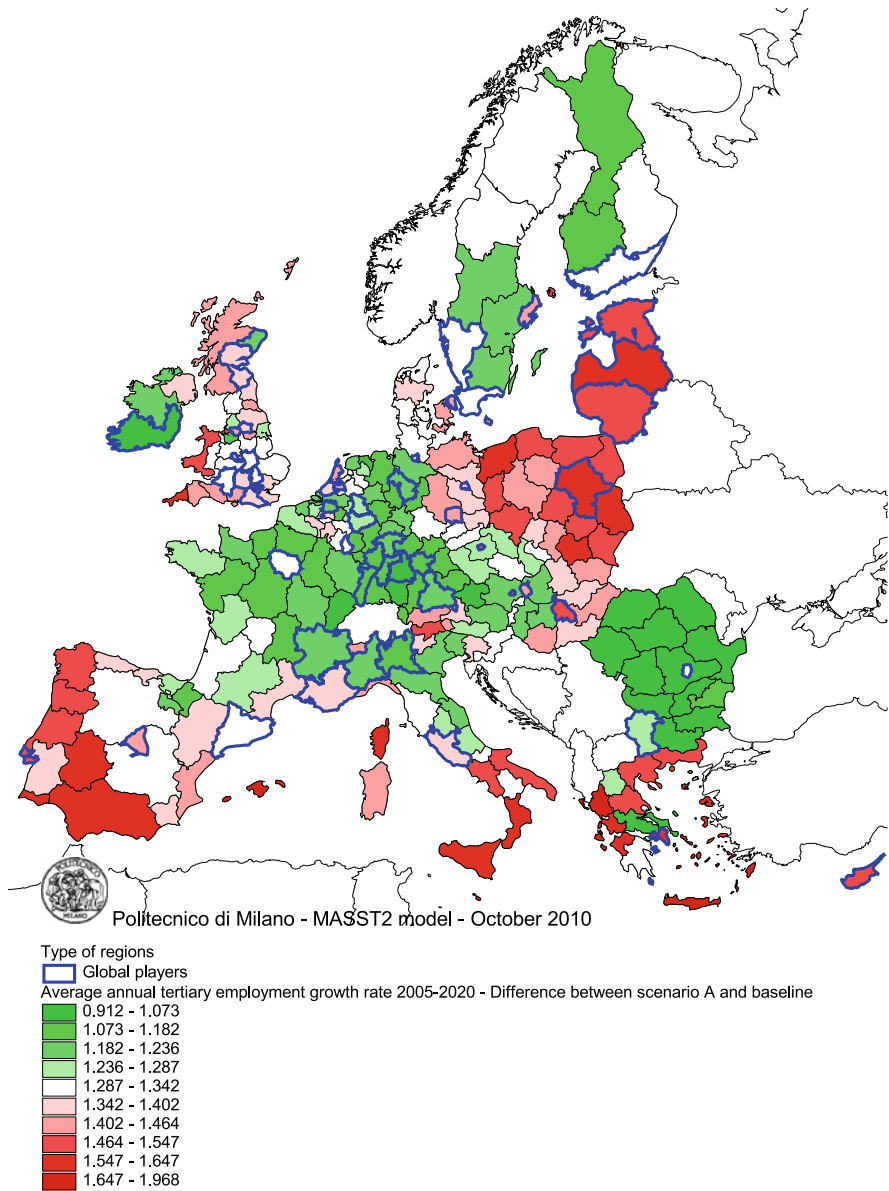 POLITECNICO
MILANO
Politecnico di Milano - MASST2 model - October 2010
Type of regions
Global players
Average annual tertiary employment growth rate 2005-2020 - Difference between scenario A and baseline
0.912 - 1.073
1.073 - 1.182
1.182 - 1.236
1.236 - 1.287
1.287 - 1.342
1.342 - 1.402
1.402 - 1.464
1.464 - 1.547
1.547 - 1.647
1.647 - 1.968